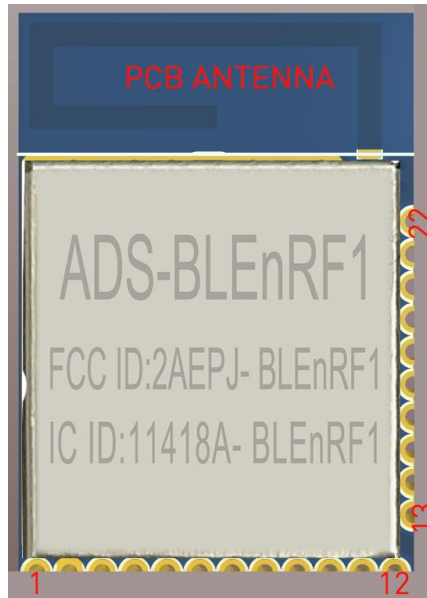 PCB ANTENNA
ADS-BLEnRF1
22
FCC ID:2AEPJ- BLEnRF1
IC ID:11418A- BLEnRF1
13
1
12